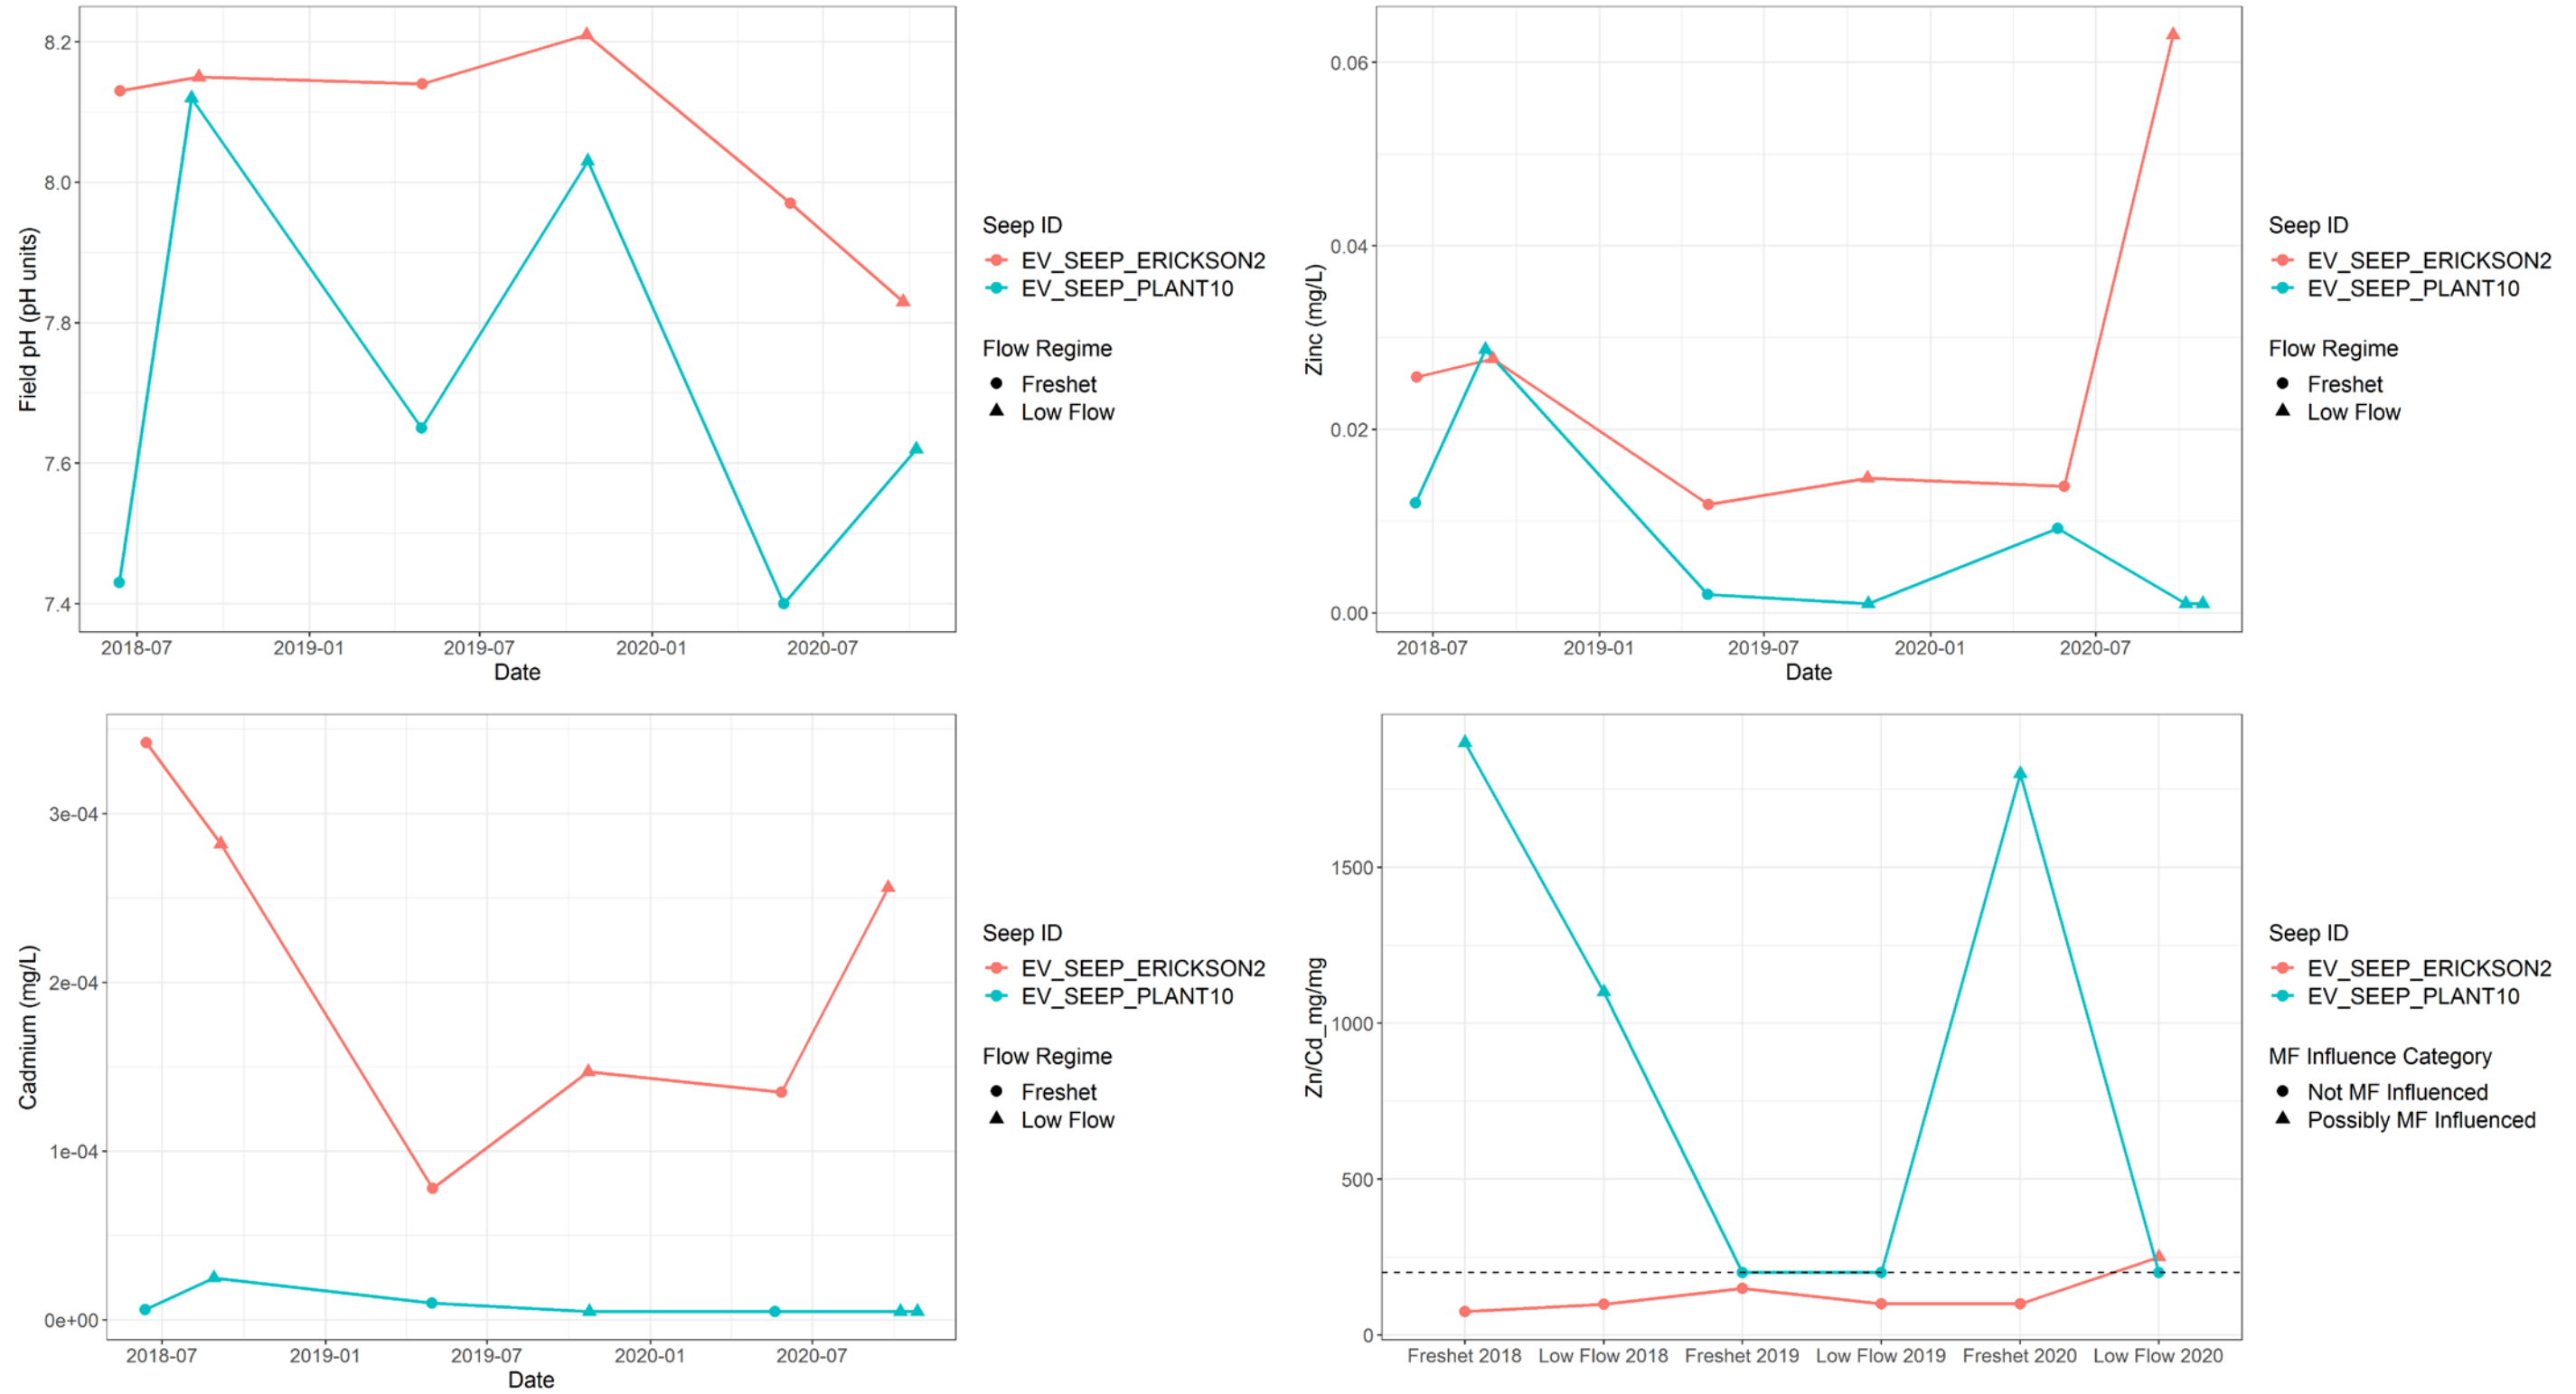 8.2
8.0
7.8
7.6
7.4
Field pH (pH units)
2018-07
2019-01
2019-07
2020-01
2020-07
Date
Seep ID
EV_SEEP_ERICKSON2
EV_SEEP_PLANT10
Flow Regime
Freshet
Low Flow
0.06
0.04
0.02
0.00
Zinc (mg/L)
2018-07
2019-01
2019-07
2020-01
2020-07
Date
Seep ID
EV_SEEP_ERICKSON2
EV_SEEP_PLANT10
Flow Regime
Freshet
Low Flow
3e-04
2e-04
1e-04
0e+00
Cadmium (mg/L)
2018-07
2019-01
2019-07
2020-01
2020-07
Date
Seep ID
EV_SEEP_ERICKSON2
EV_SEEP_PLANT10
Flow Regime
Freshet
Low Flow
1500
1000
500
0
Zn/Cd_mg/mg
Freshet 2018
Low Flow 2018
Freshet 2019
Low Flow 2019
Freshet 2020
Low Flow 2020
Seep ID
EV_SEEP_ERICKSON2
EV_SEEP_PLANT10
MF Influence Category
Not MF Influenced
Possibly MF Influenced